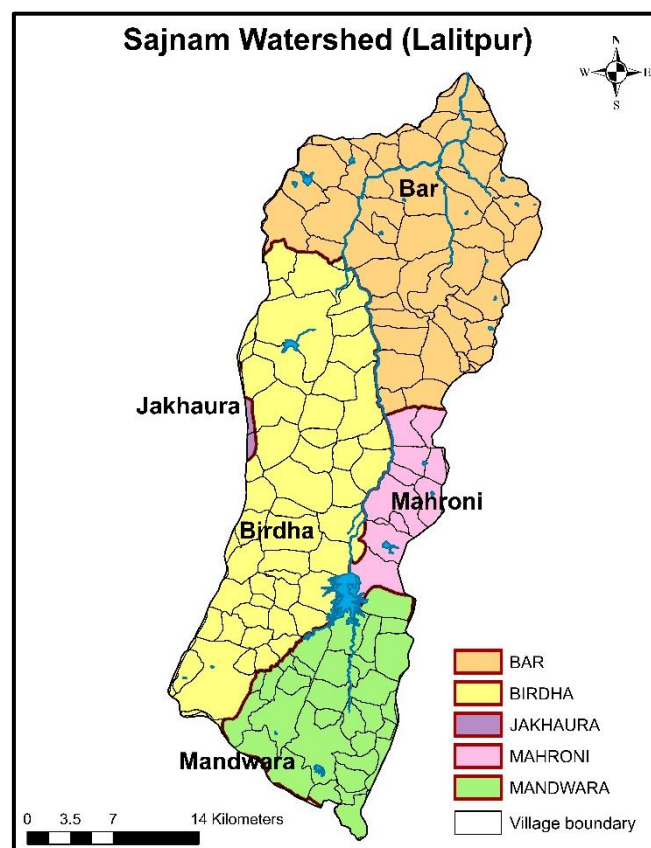 Sajnam Watershed (Lalitpur)
N
W E
S
Bar
Jakhaura
Mahroni
Birdha
Mandwara
BAR
BIRDHA
JAKHAURA
MAHRONI
MANDWARA
Village boundary
0 3.5 7 14 Kilometers